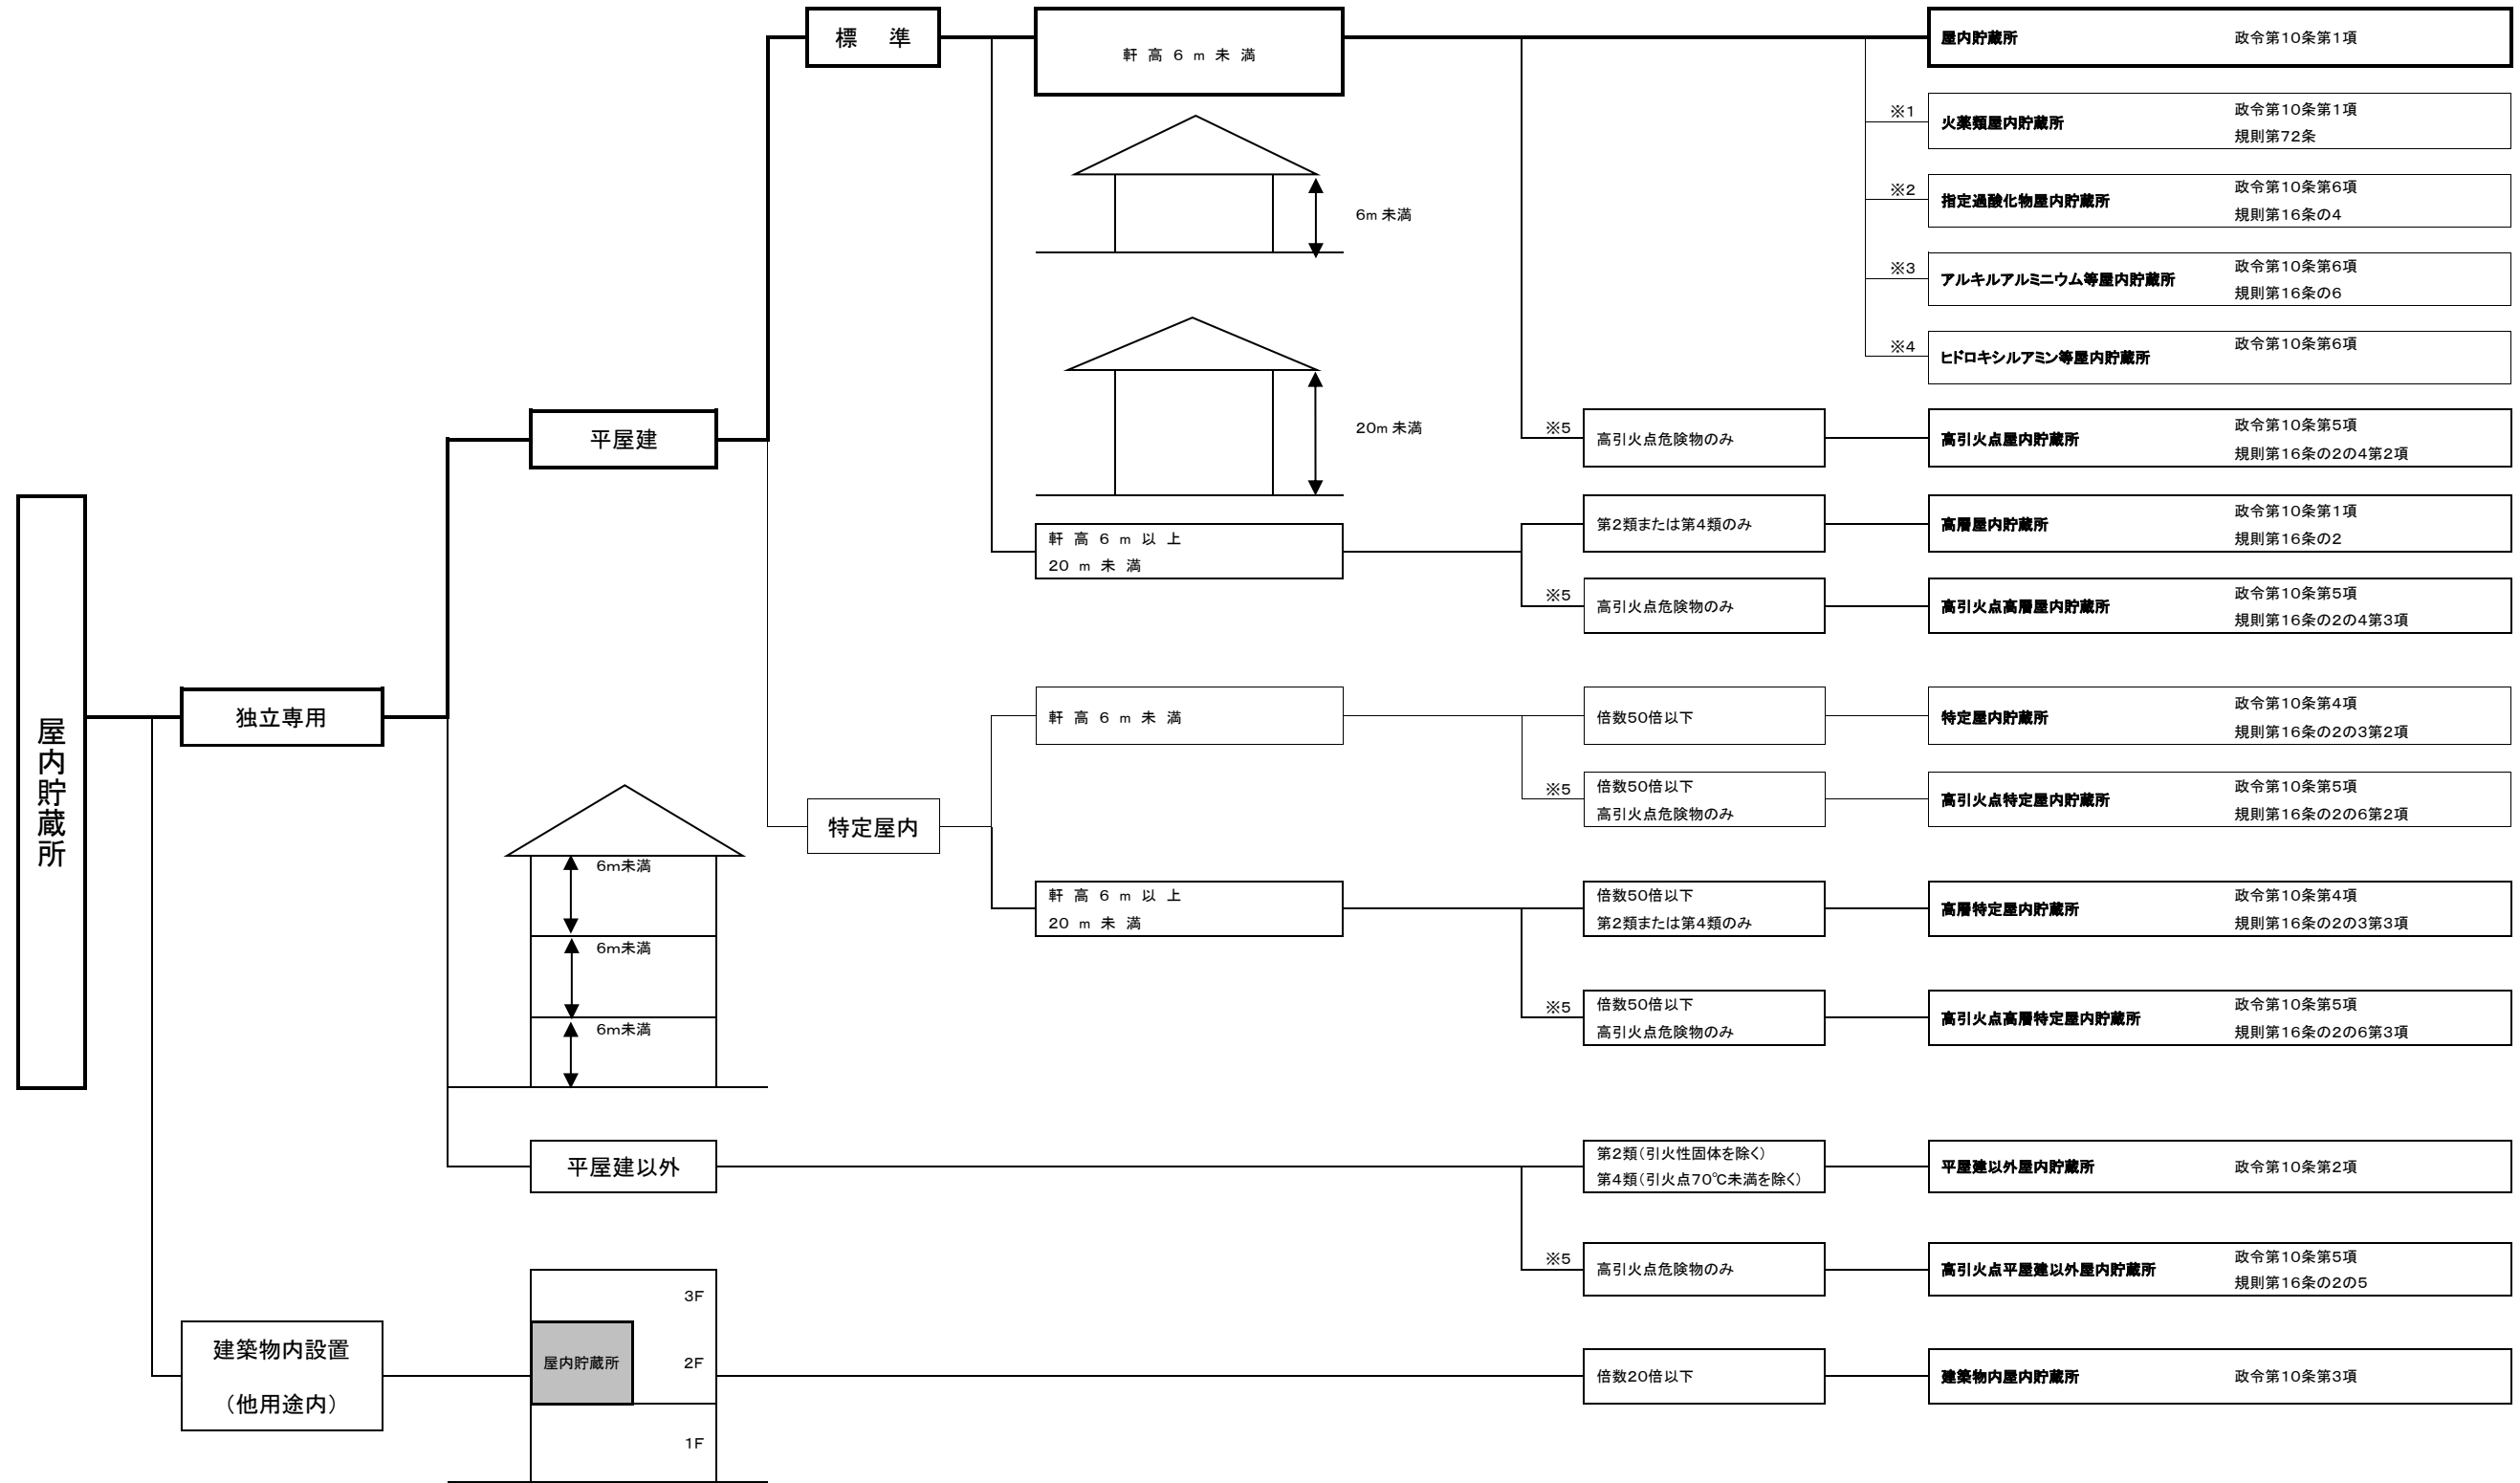 屋内貯蔵所
独立専用
建築物内設置
（他用途内）
平屋建
平屋建以外
標　準
特定屋内
軒高6m未満
6m 未満
20m 未満
軒高6m以上
20m未満
軒高6m未満
軒高6m以上
20m未満
6m未満
6m未満
6m未満
3F
屋内貯蔵所
2F
1F
屋内貯蔵所 政令第10条第1項
※1
火薬類屋内貯蔵所 政令第10条第1項
規則第72条
※2
指定過酸化物屋内貯蔵所 政令第10条第6項
規則第16条の4
※3
アルキルアルミニウム等屋内貯蔵所 政令第10条第6項
規則第16条の6
※4
ヒドロキシルアミン等屋内貯蔵所 政令第10条第6項
※5
高引火点危険物のみ
高引火点屋内貯蔵所 政令第10条第5項
規則第16条の2の4第2項
第2類または第4類のみ
高層屋内貯蔵所 政令第10条第1項
規則第16条の2
※5
高引火点危険物のみ
高引火点高層屋内貯蔵所 政令第10条第5項
規則第16条の2の4第3項
倍数50倍以下
特定屋内貯蔵所 政令第10条第4項
規則第16条の2の3第2項
※5
倍数50倍以下
高引火点危険物のみ
高引火点特定屋内貯蔵所 政令第10条第5項
規則第16条の2の6第2項
倍数50倍以下
第2類または第4類のみ
高層特定屋内貯蔵所 政令第10条第4項
規則第16条の2の3第3項
※5
倍数50倍以下
高引火点危険物のみ
高引火点高層特定屋内貯蔵所 政令第10条第5項
規則第16条の2の6第3項
第2類（引火性固体を除く）
第4類（引火点70℃未満を除く）
平屋建以外屋内貯蔵所 政令第10条第2項
※5
高引火点危険物のみ
高引火点平屋建以外屋内貯蔵所 政令第10条第5項
規則第16条の2の5
倍数20倍以下
建築物内屋内貯蔵所 政令第10条第3項